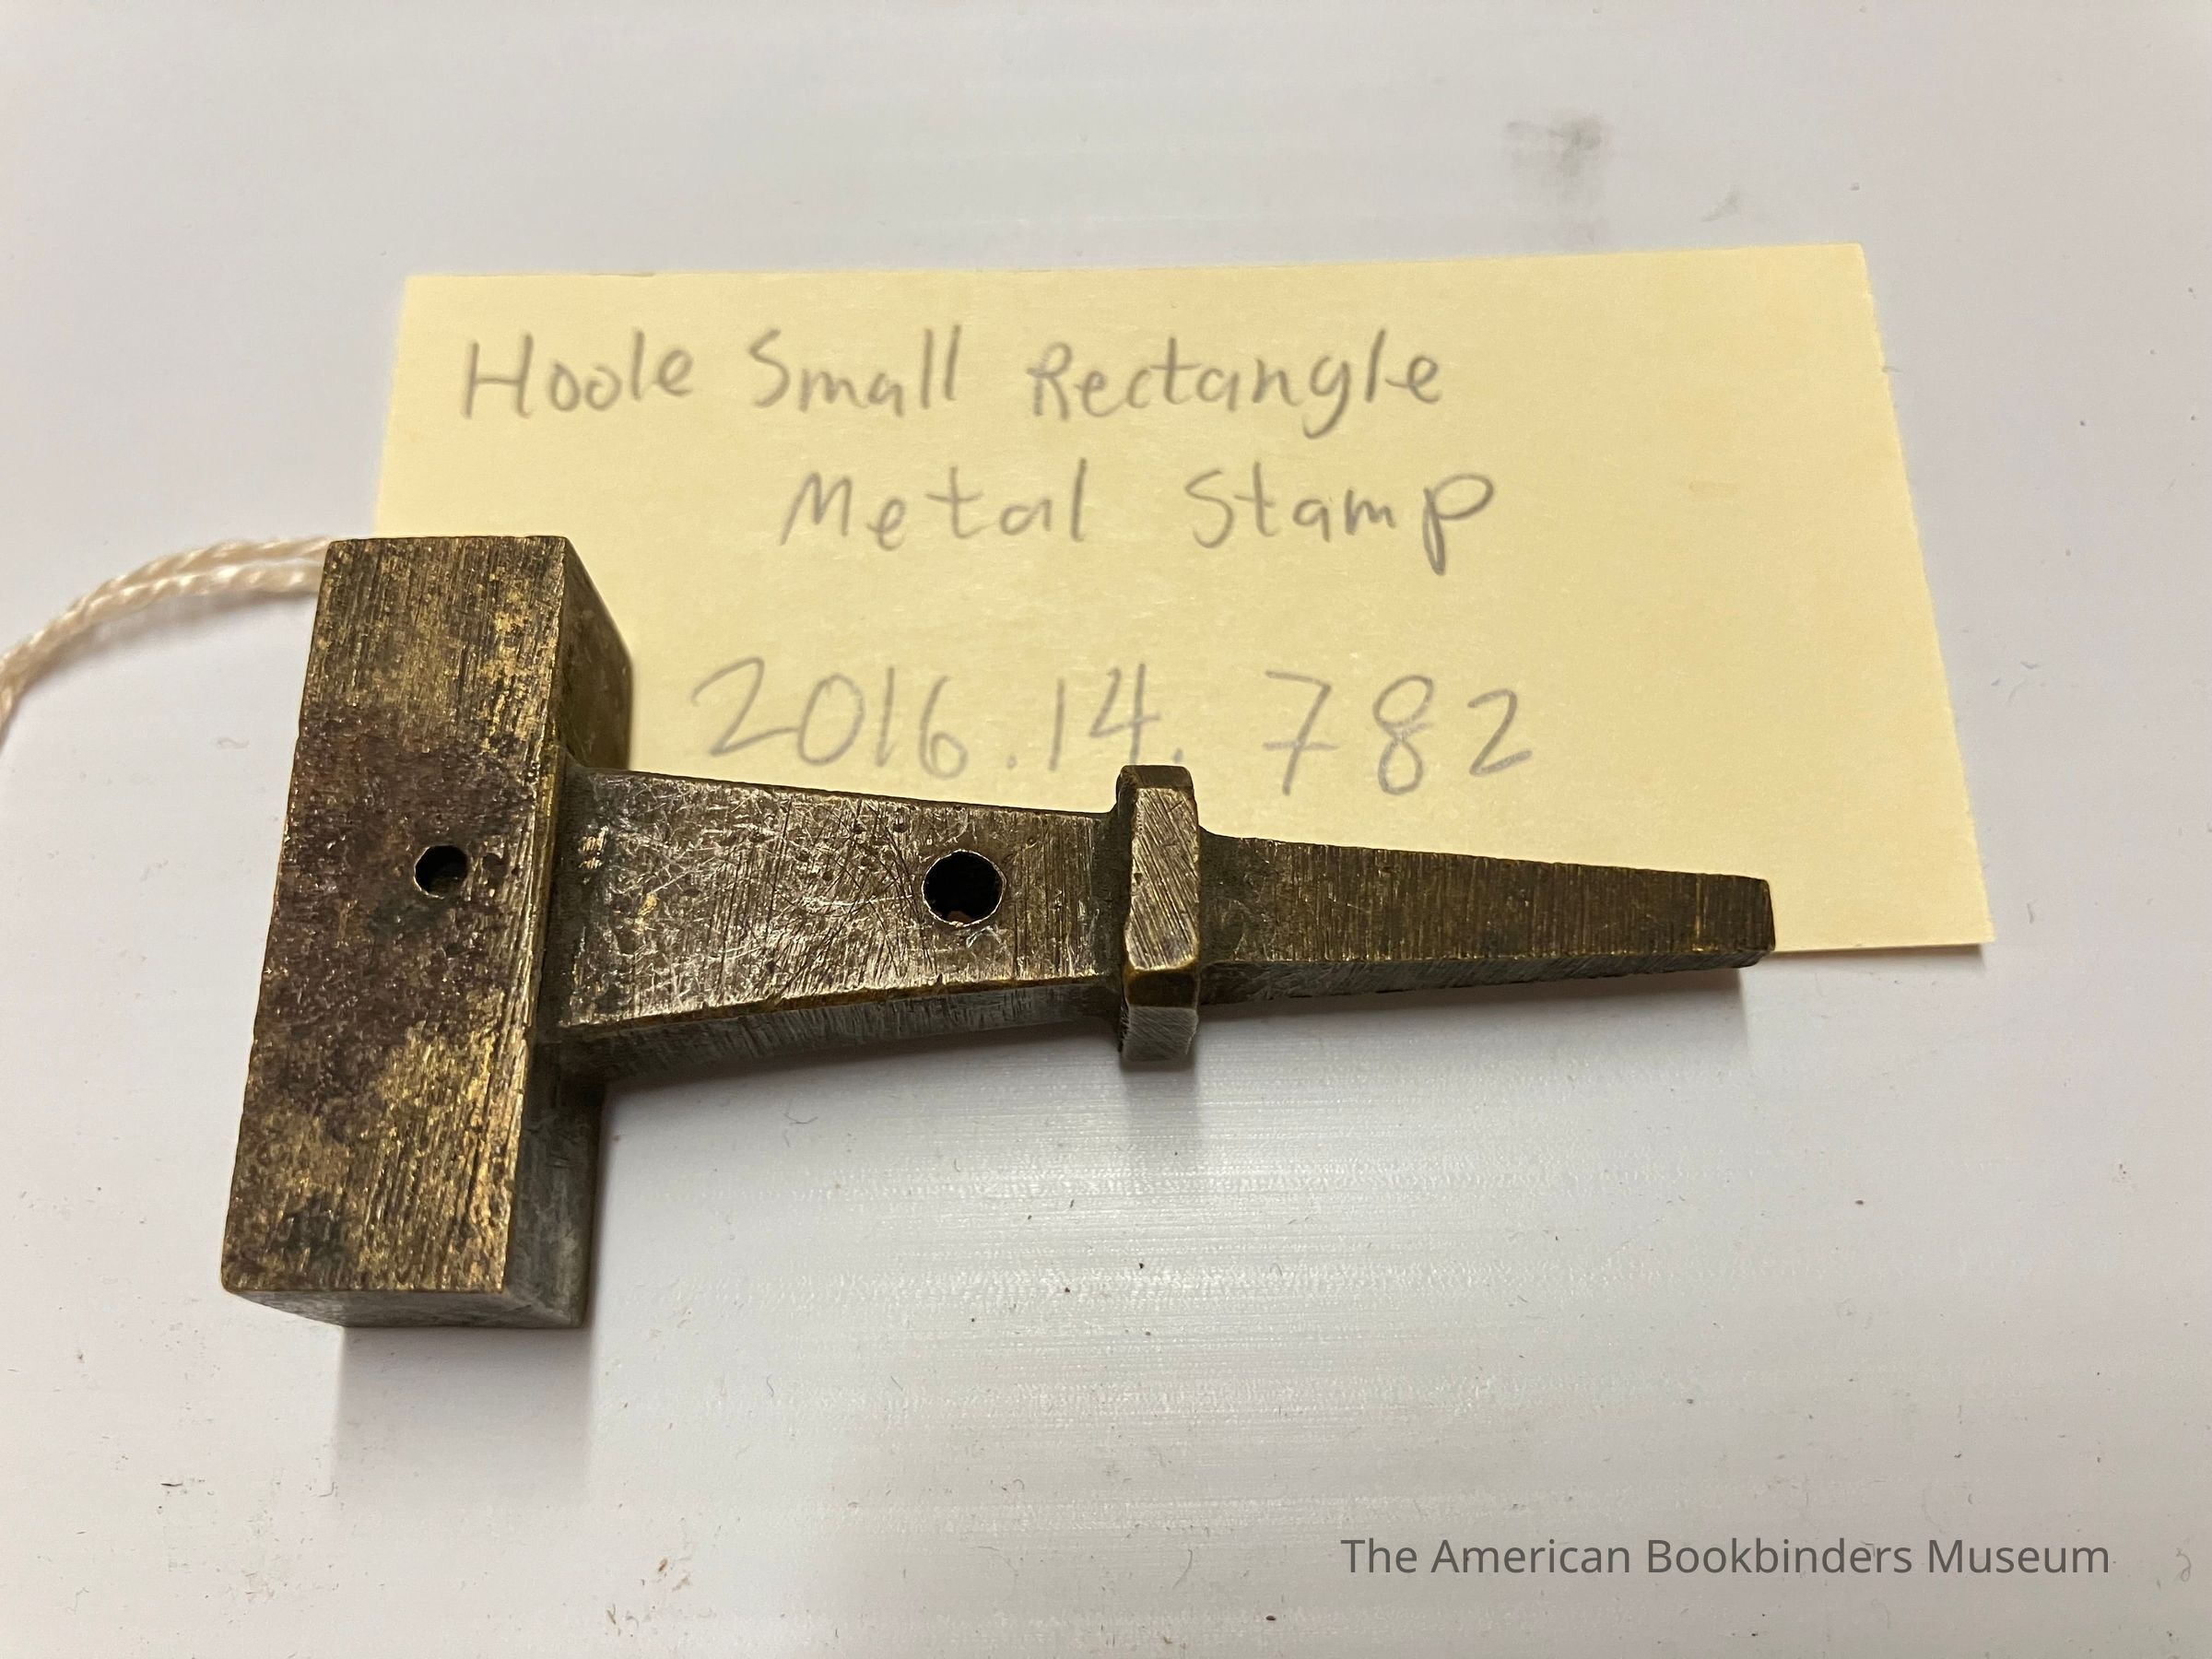 Hoole Small Rectangle
Metal Stamp
2016.14.782
The American Bookbinders Museum